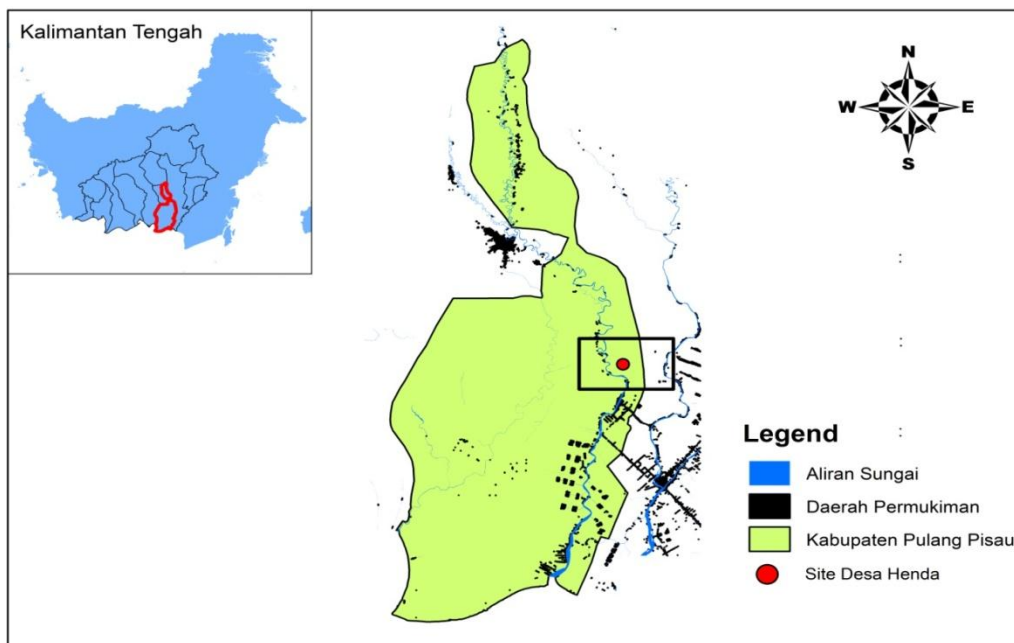 Kalimantan Tengah
N
W E
S
Legend
Aliran Sungai
Daerah Permukiman
Kabupaten Pulang Pisau
Site Desa Henda